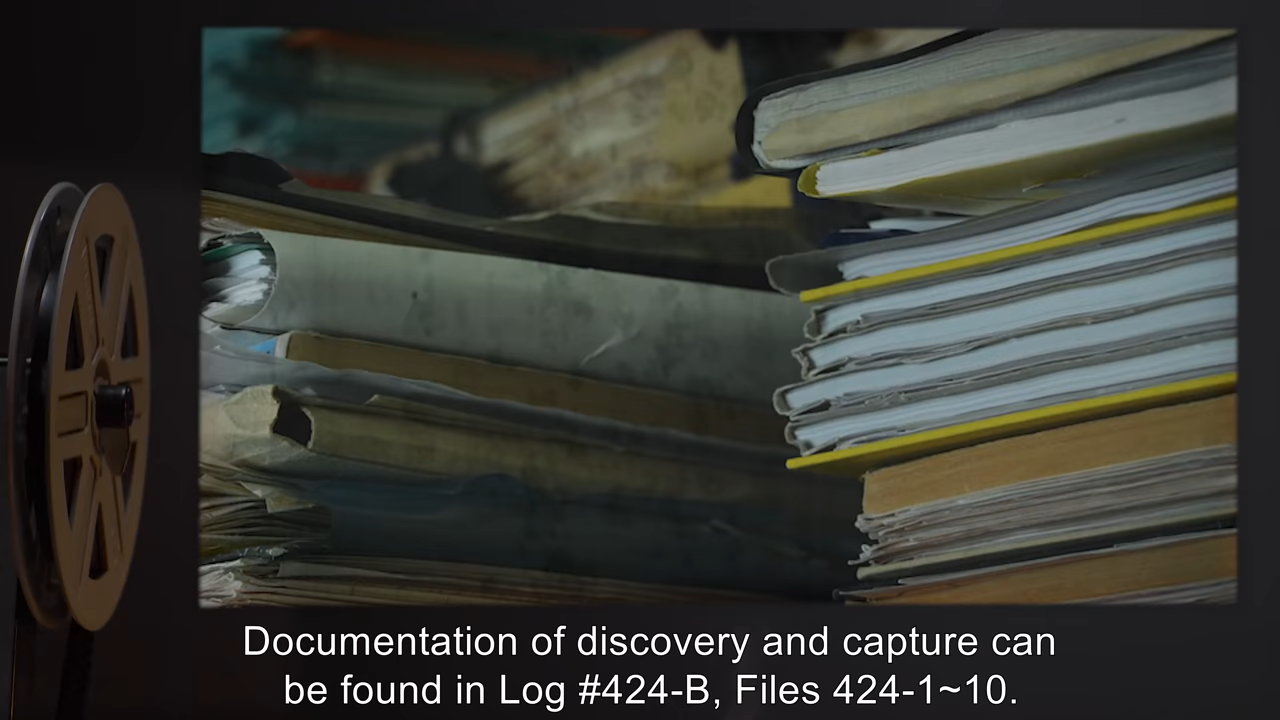 Documentation of discovery and capture can
be found in Log #424-B, Files 424-1~10.